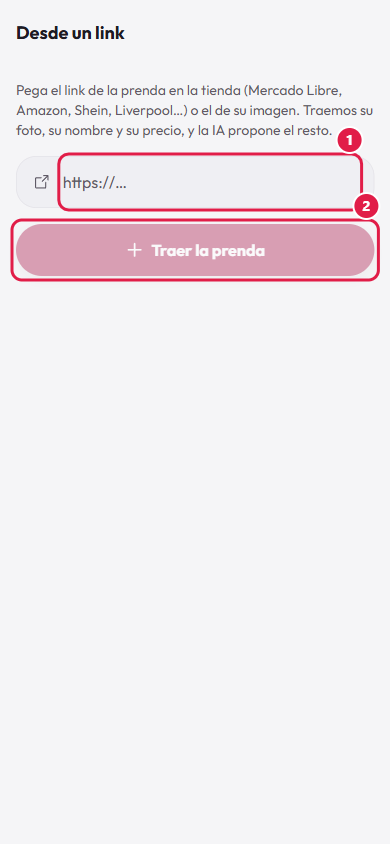 Desde un link
Pega el link de la prenda en la tienda (Mercado Libre,
Amazon, Shein, Liverpool...) o el de su imagen. Traemos su
foto, su nombre y su precio, y la IA propone el resto.
1
https://...
2
Traer la prenda